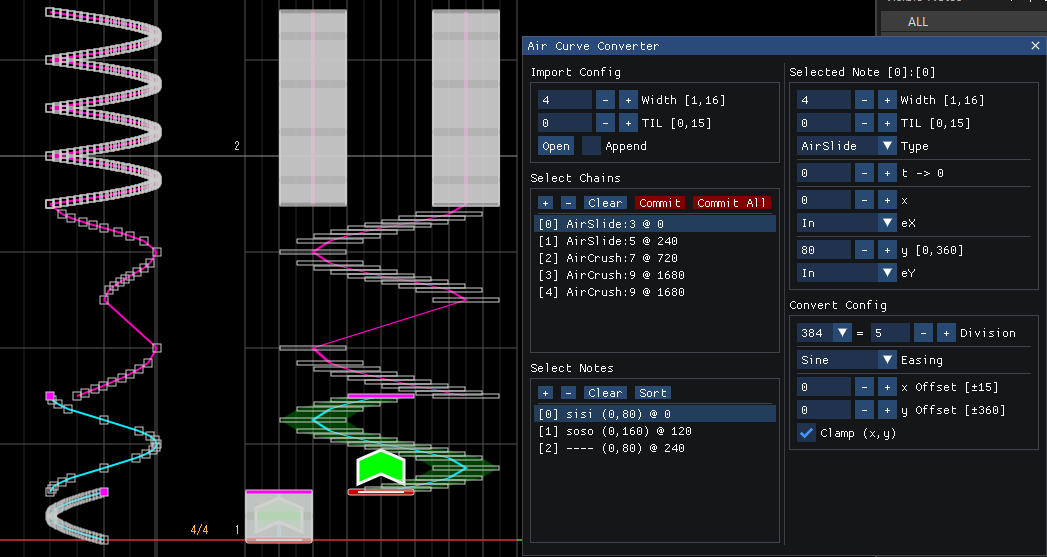 ALL
Air Curve Converter
Import Config
4 - + Width [1,16]
0 - + TIL [0,15]
Open Append
Select Chains
+ - Clear Commit Commit All
[0] AirSlide:3 @ 0
[1] AirSlide:5 @ 240
[2] AirCrush:7 @ 720
[3] AirCrush:9 @ 1680
[4] AirCrush:9 @ 1680
Select Notes
+ - Clear Sort
[0] sisi (0,80) @ 0
[1] soso (0,160) @ 120
[2] ---- (0,80) @ 240
Selected Note [0]:[0]
4 - + Width [1,16]
0 - + TIL [0,15]
AirSlide Type
0 - + t -> 0
0 - + x
In eX
80 - + y [0,360]
In eY
Convert Config
384 = 5 - + Division
Sine Easing
0 - + x Offset [±15]
0 - + y Offset [±360]
Clamp (x,y)
2
4/4 1